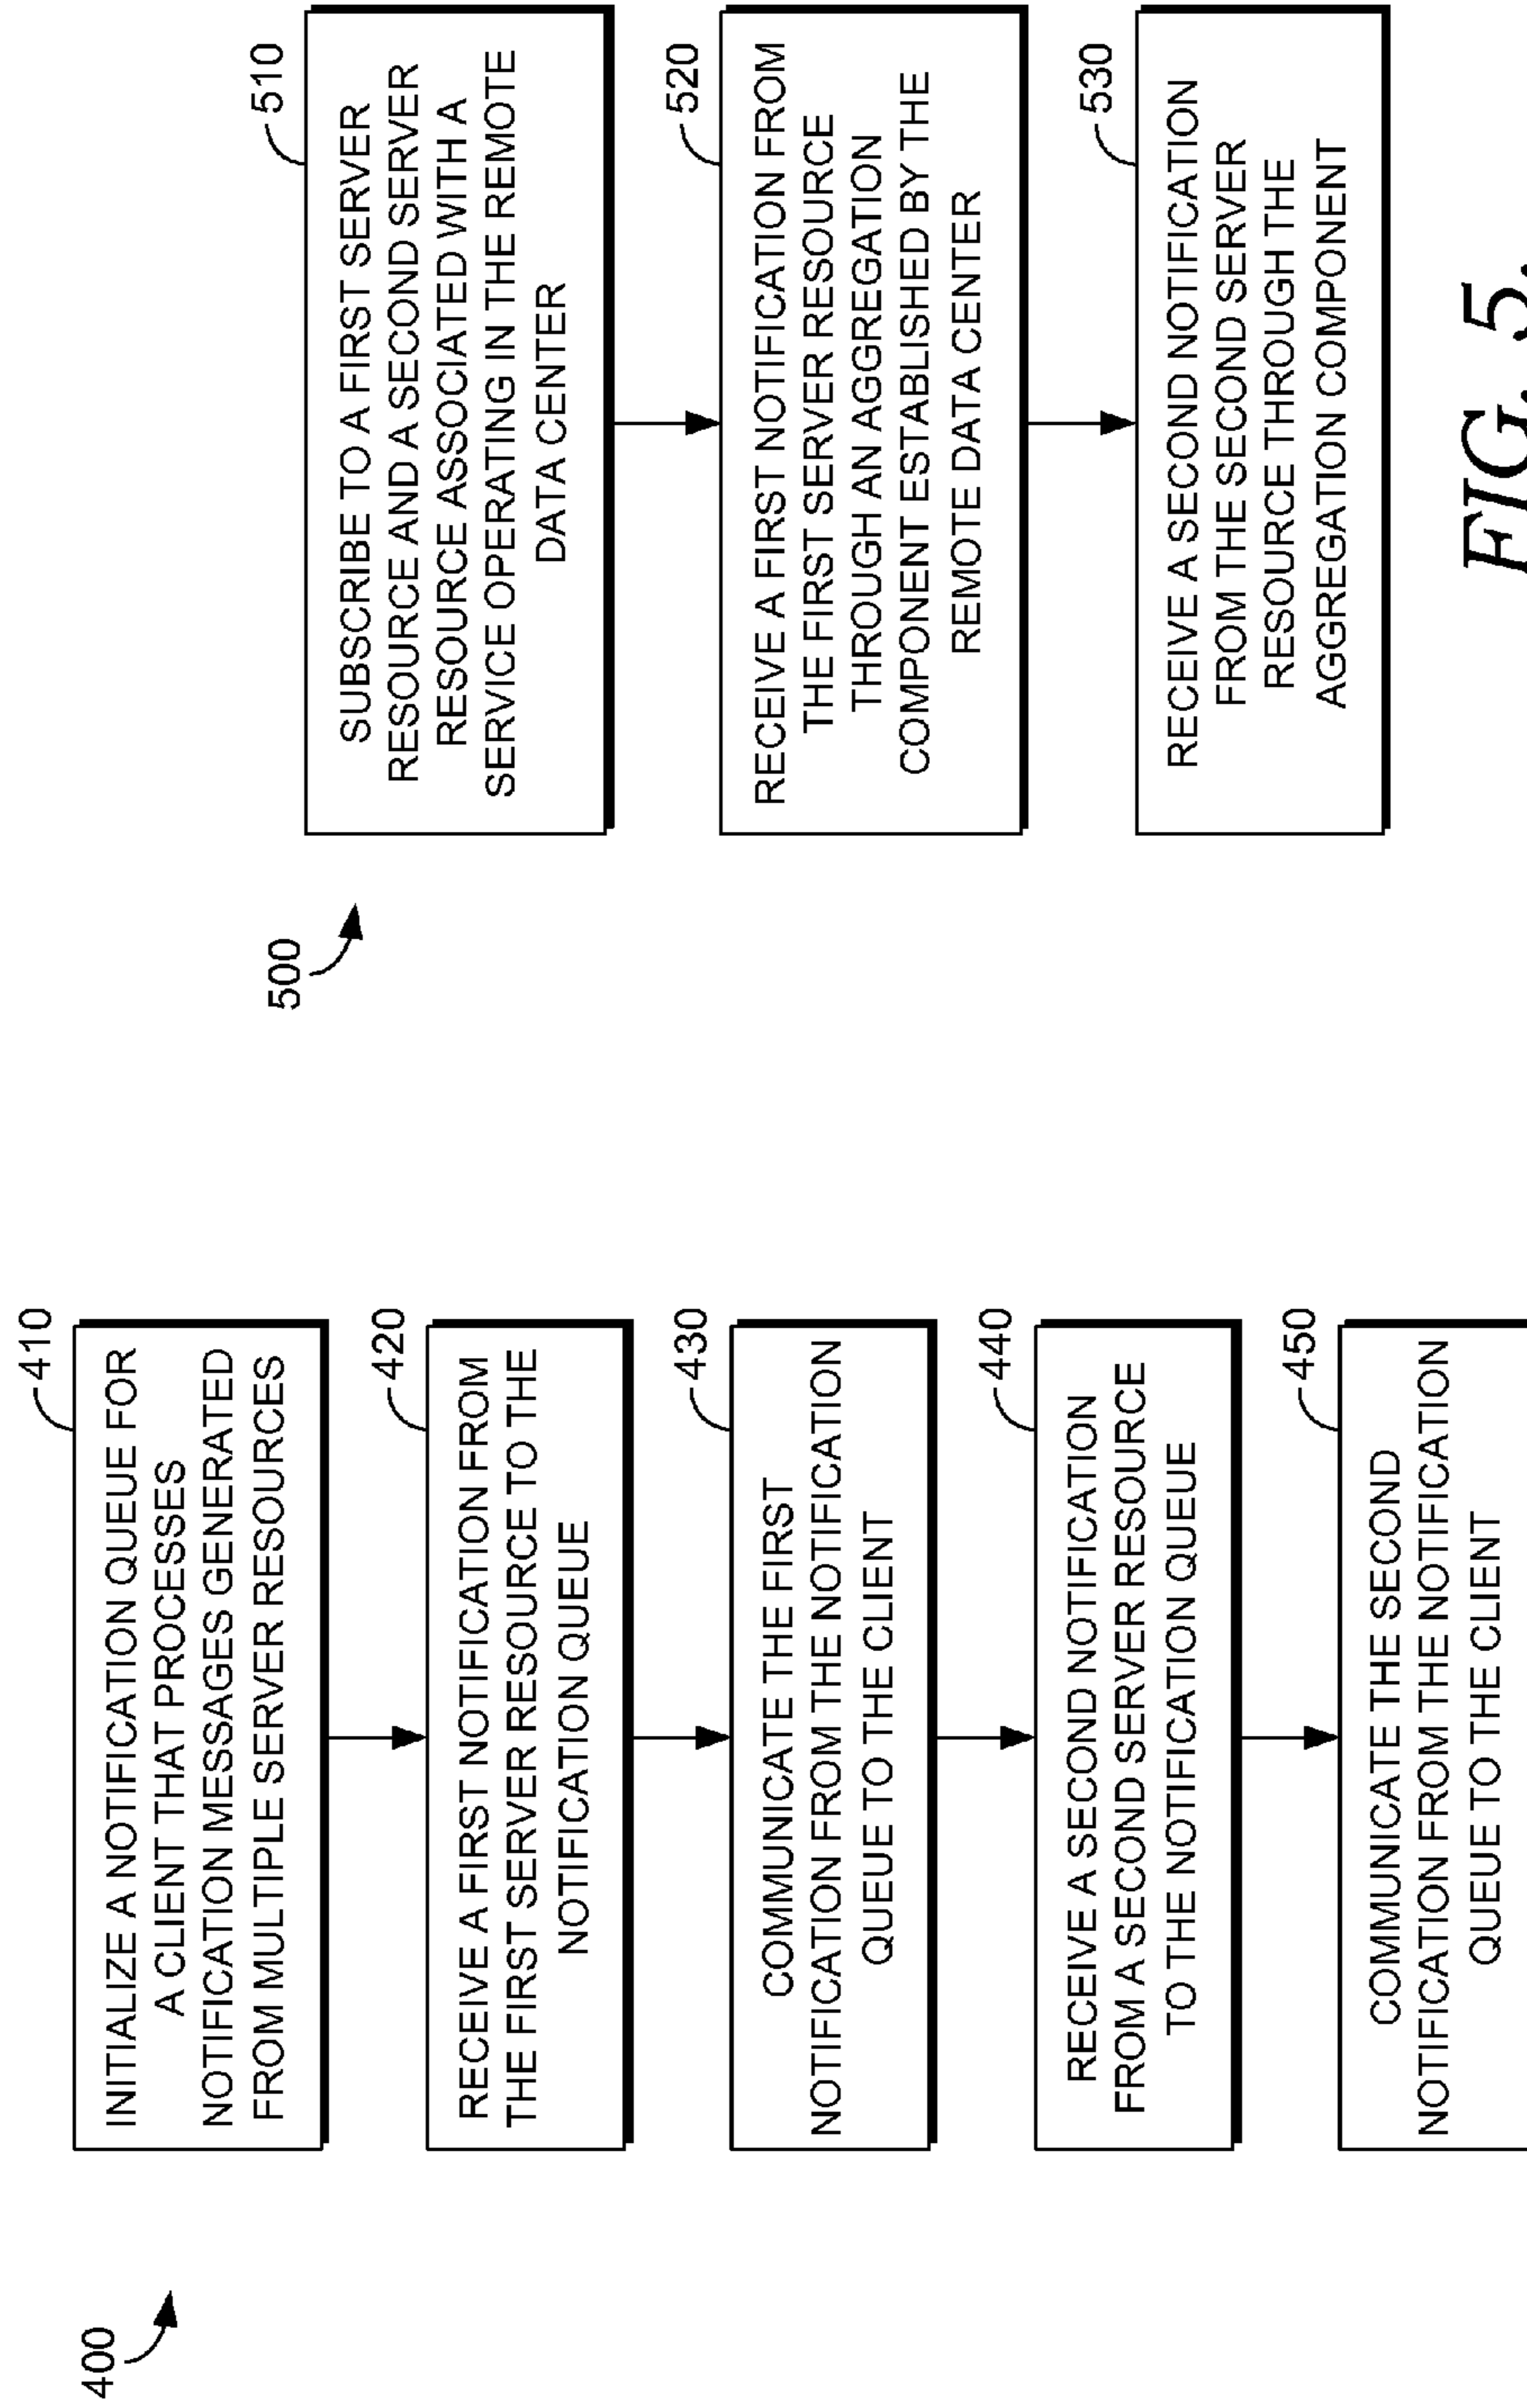 400
410
INITIALIZE A NOTIFICATION QUEUE FOR
A CLIENT THAT PROCESSES
NOTIFICATION MESSAGES GENERATED
FROM MULTIPLE SERVER RESOURCES
420
RECEIVE A FIRST NOTIFICATION FROM
THE FIRST SERVER RESOURCE TO THE
NOTIFICATION QUEUE
430
COMMUNICATE THE FIRST
NOTIFICATION FROM THE NOTIFICATION
QUEUE TO THE CLIENT
440
RECEIVE A SECOND NOTIFICATION
FROM A SECOND SERVER RESOURCE
TO THE NOTIFICATION QUEUE
450
COMMUNICATE THE SECOND
NOTIFICATION FROM THE NOTIFICATION
QUEUE TO THE CLIENT
500
510
SUBSCRIBE TO A FIRST SERVER
RESOURCE AND A SECOND SERVER
RESOURCE ASSOCIATED WITH A
SERVICE OPERATING IN THE REMOTE
DATA CENTER
520
RECEIVE A FIRST NOTIFICATION FROM
THE FIRST SERVER RESOURCE
THROUGH AN AGGREGATION
COMPONENT ESTABLISHED BY THE
REMOTE DATA CENTER
530
RECEIVE A SECOND NOTIFICATION
FROM THE SECOND SERVER
RESOURCE THROUGH THE
AGGREGATION COMPONENT
FIG. 5.